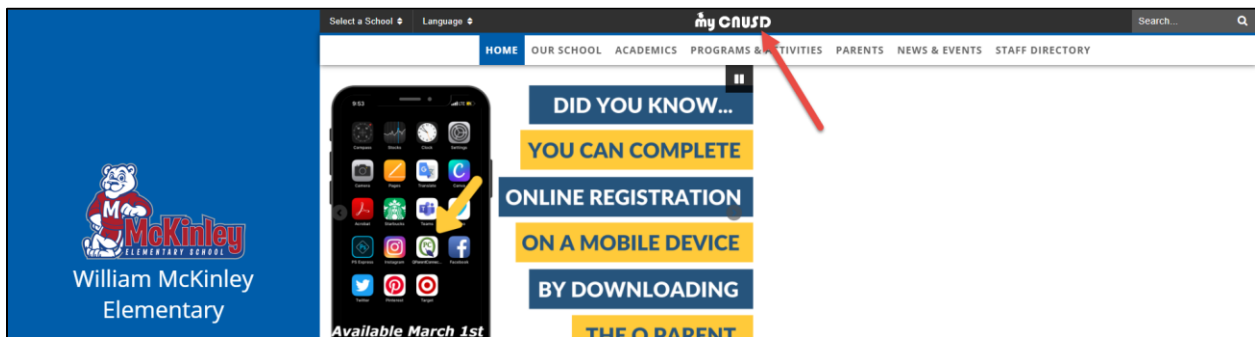 Select a School
Language
my CNUSD
Search...
HOME OUR SCHOOL ACADEMICS PROGRAMS & ACTIVITIES PARENTS NEWS & EVENTS STAFF DIRECTORY
M
McKinley
ELEMENTARY SCHOOL
William McKinley
Elementary
9:53
Compass Stocks Clock Settings
Camera Pages Translate Canva
Acrobat Starbucks Teams
PS Express Instagram Facebook
Twitter Pinterest Target
Available March 1st
DID YOU KNOW...
YOU CAN COMPLETE
ONLINE REGISTRATION
ON A MOBILE DEVICE
BY DOWNLOADING
THE Q PARENT